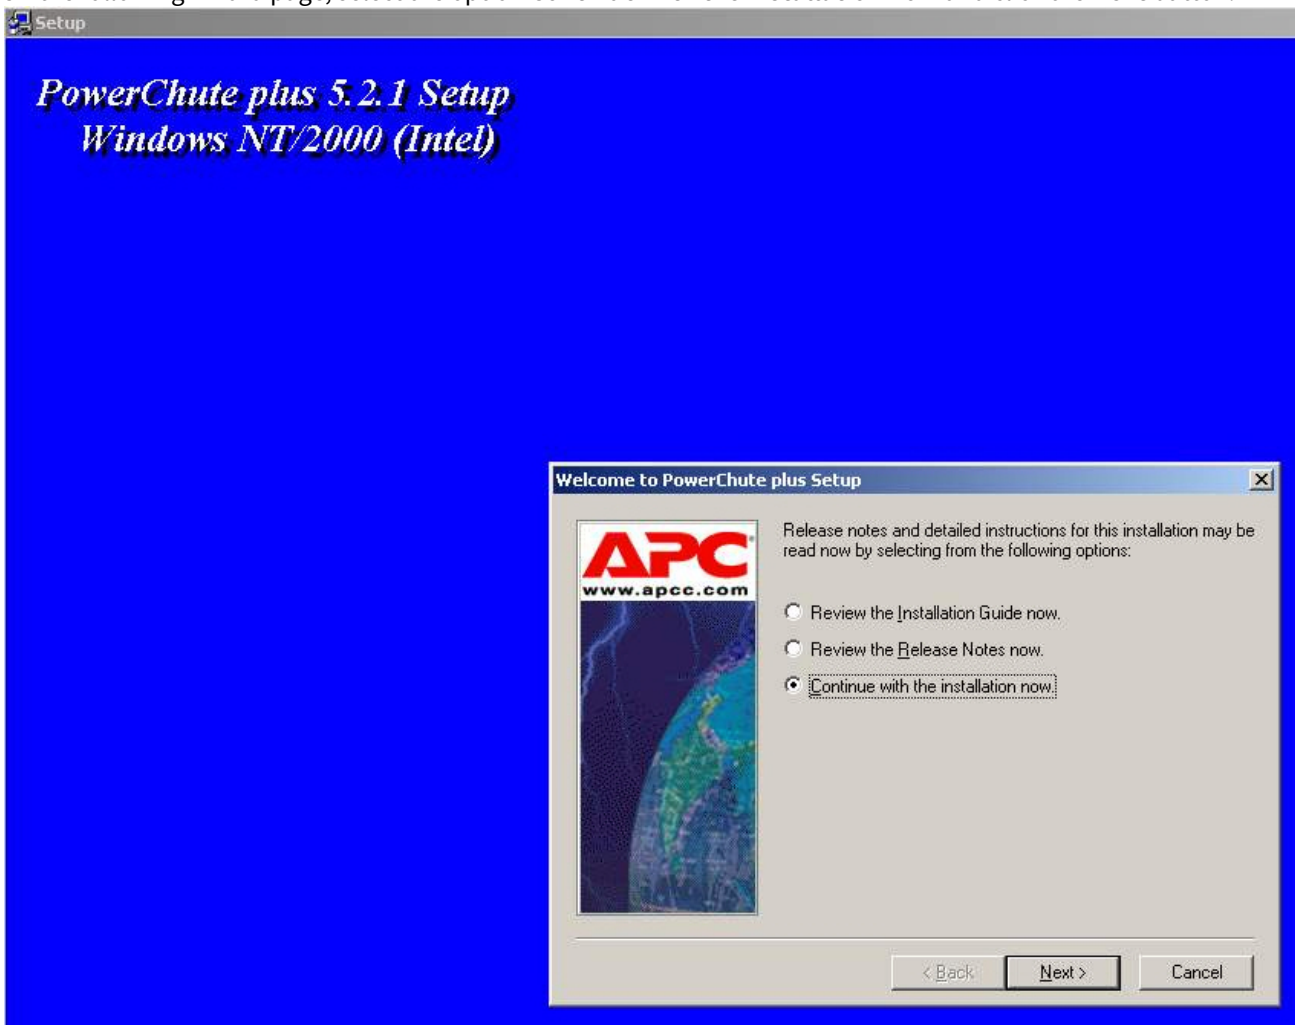 Setup
PowerChute plus 5.2.1 Setup
Windows NT/2000 (Intel)
Welcome to PowerChute plus Setup
APC
www.apcc.com
Release notes and detailed instructions for this installation may be
read now by selecting from the following options:
Review the Installation Guide now.
Review the Release Notes now.
Continue with the installation now.
< Back
Next >
Cancel